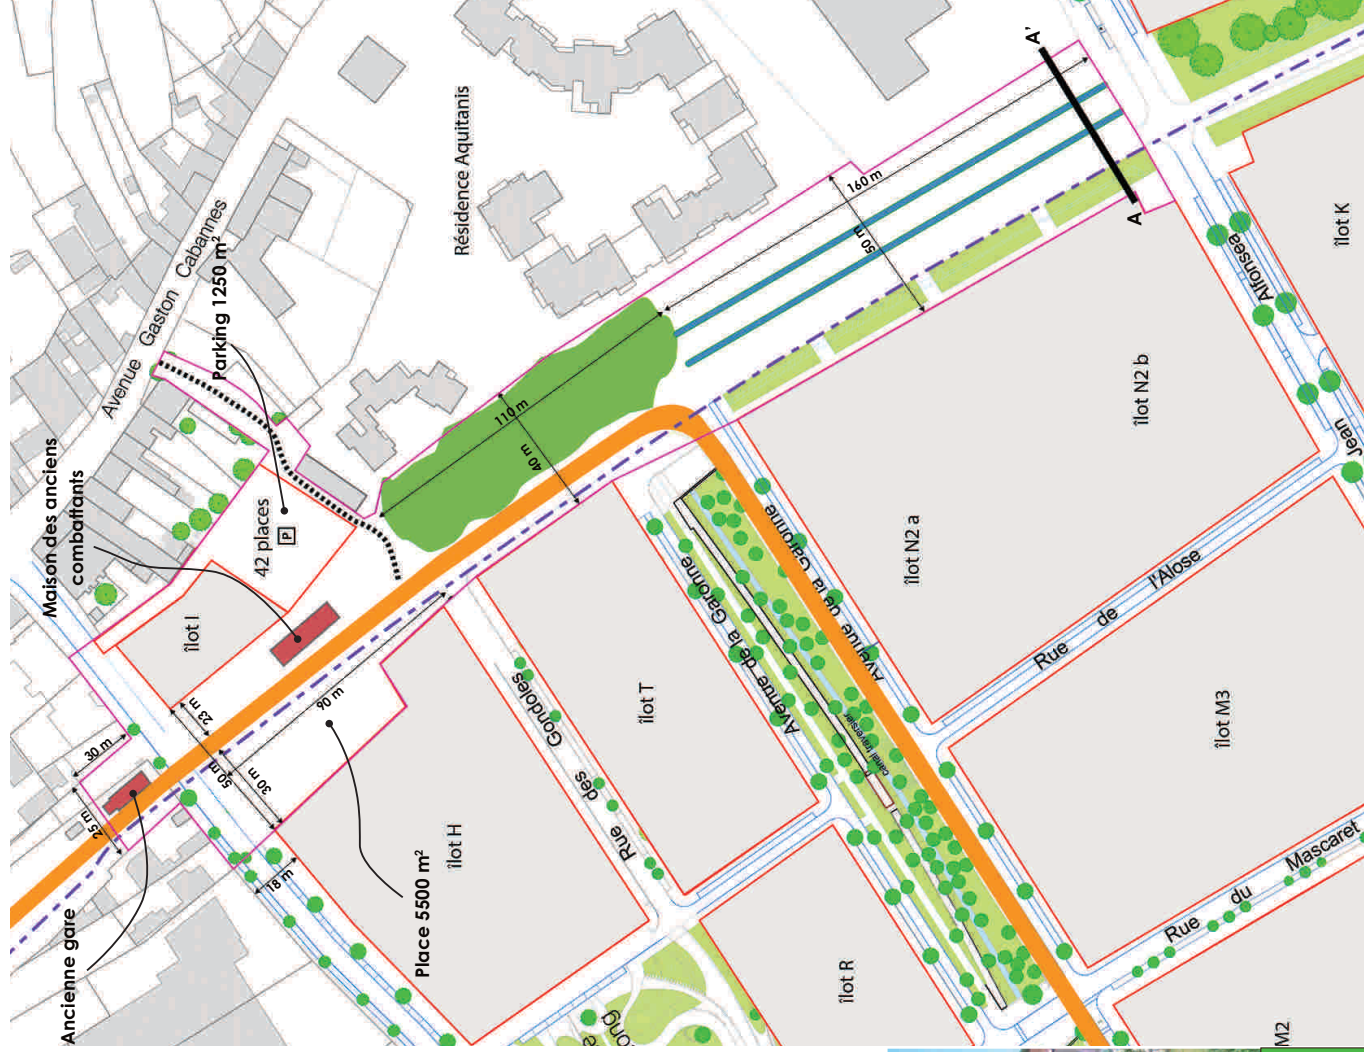 Avenue Gaston Cabannes
Parking 1250 m²
Résidence Aquitanis
Maison des anciens
combattants
42 places
P
îlot I
A'
A
160 m
50 m
110 m
40 m
90 m
23 m
50 m
30 m
30 m
25 m
18 m
Ancienne gare
Place 5500 m²
îlot H
Rue des Gondoles
îlot T
Avenue de la Garonne
Avenue de la Garonne
canal traversier
îlot N2 a
îlot N2 b
îlot K
Jean Alfonsea
Rue de l'Alose
îlot M3
Rue du Mascaret
îlot R
M2